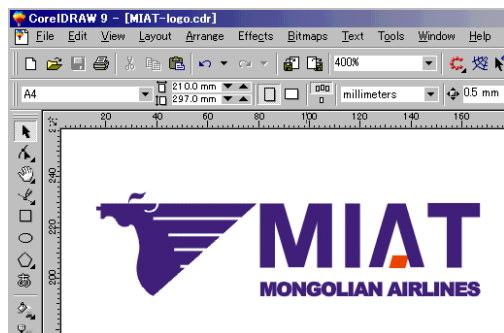 CorelDRAW 9 - [MIAT-logo.cdr]
File Edit View Layout Arrange Effects Bitmaps Text Tools Window Help
400%
A4 210.0 mm 297.0 mm millimeters 0.5 mm
20 40 60 80 100 120 140 160
240
220
200
MIAT
MONGOLIAN AIRLINES